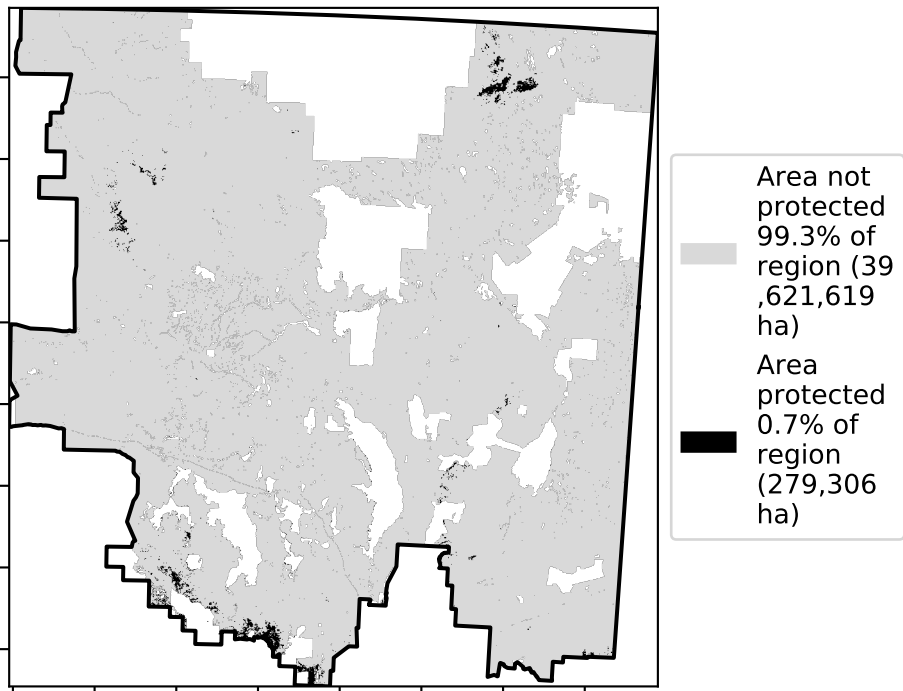 Area not
protected
99.3% of
region (39
,621,619
ha)
Area
protected
0.7% of
region
(279,306
ha)